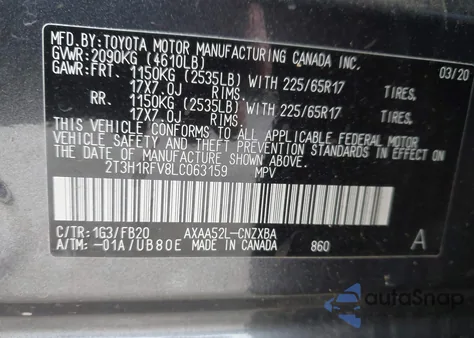 MFD.BY:TOYOTA MOTOR MANUFACTURING CANADA INC.
GVWR:2090KG (4610LB) 03/20
GAWR:FRT. 1150KG (2535LB) WITH 225/65R17 TIRES,
17X7.0J RIMS,
RR. 1150KG (2535LB) WITH 225/65R17 TIRES,
17X7.0J RIMS,
THIS VEHICLE CONFORMS TO ALL APPLICABLE FEDERAL MOTOR
VEHICLE SAFETY AND THEFT PREVENTION STANDARDS IN EFFECT
ON THE DATE OF MANUFACTURE SHOWN ABOVE.
2T3H1RFV8LC063159 MPV
C/TR:1G3/FB20 AXAA52L-CNZXBA
A/TM:-01A/UB80E MADE IN CANADA 860 A
autoSnap